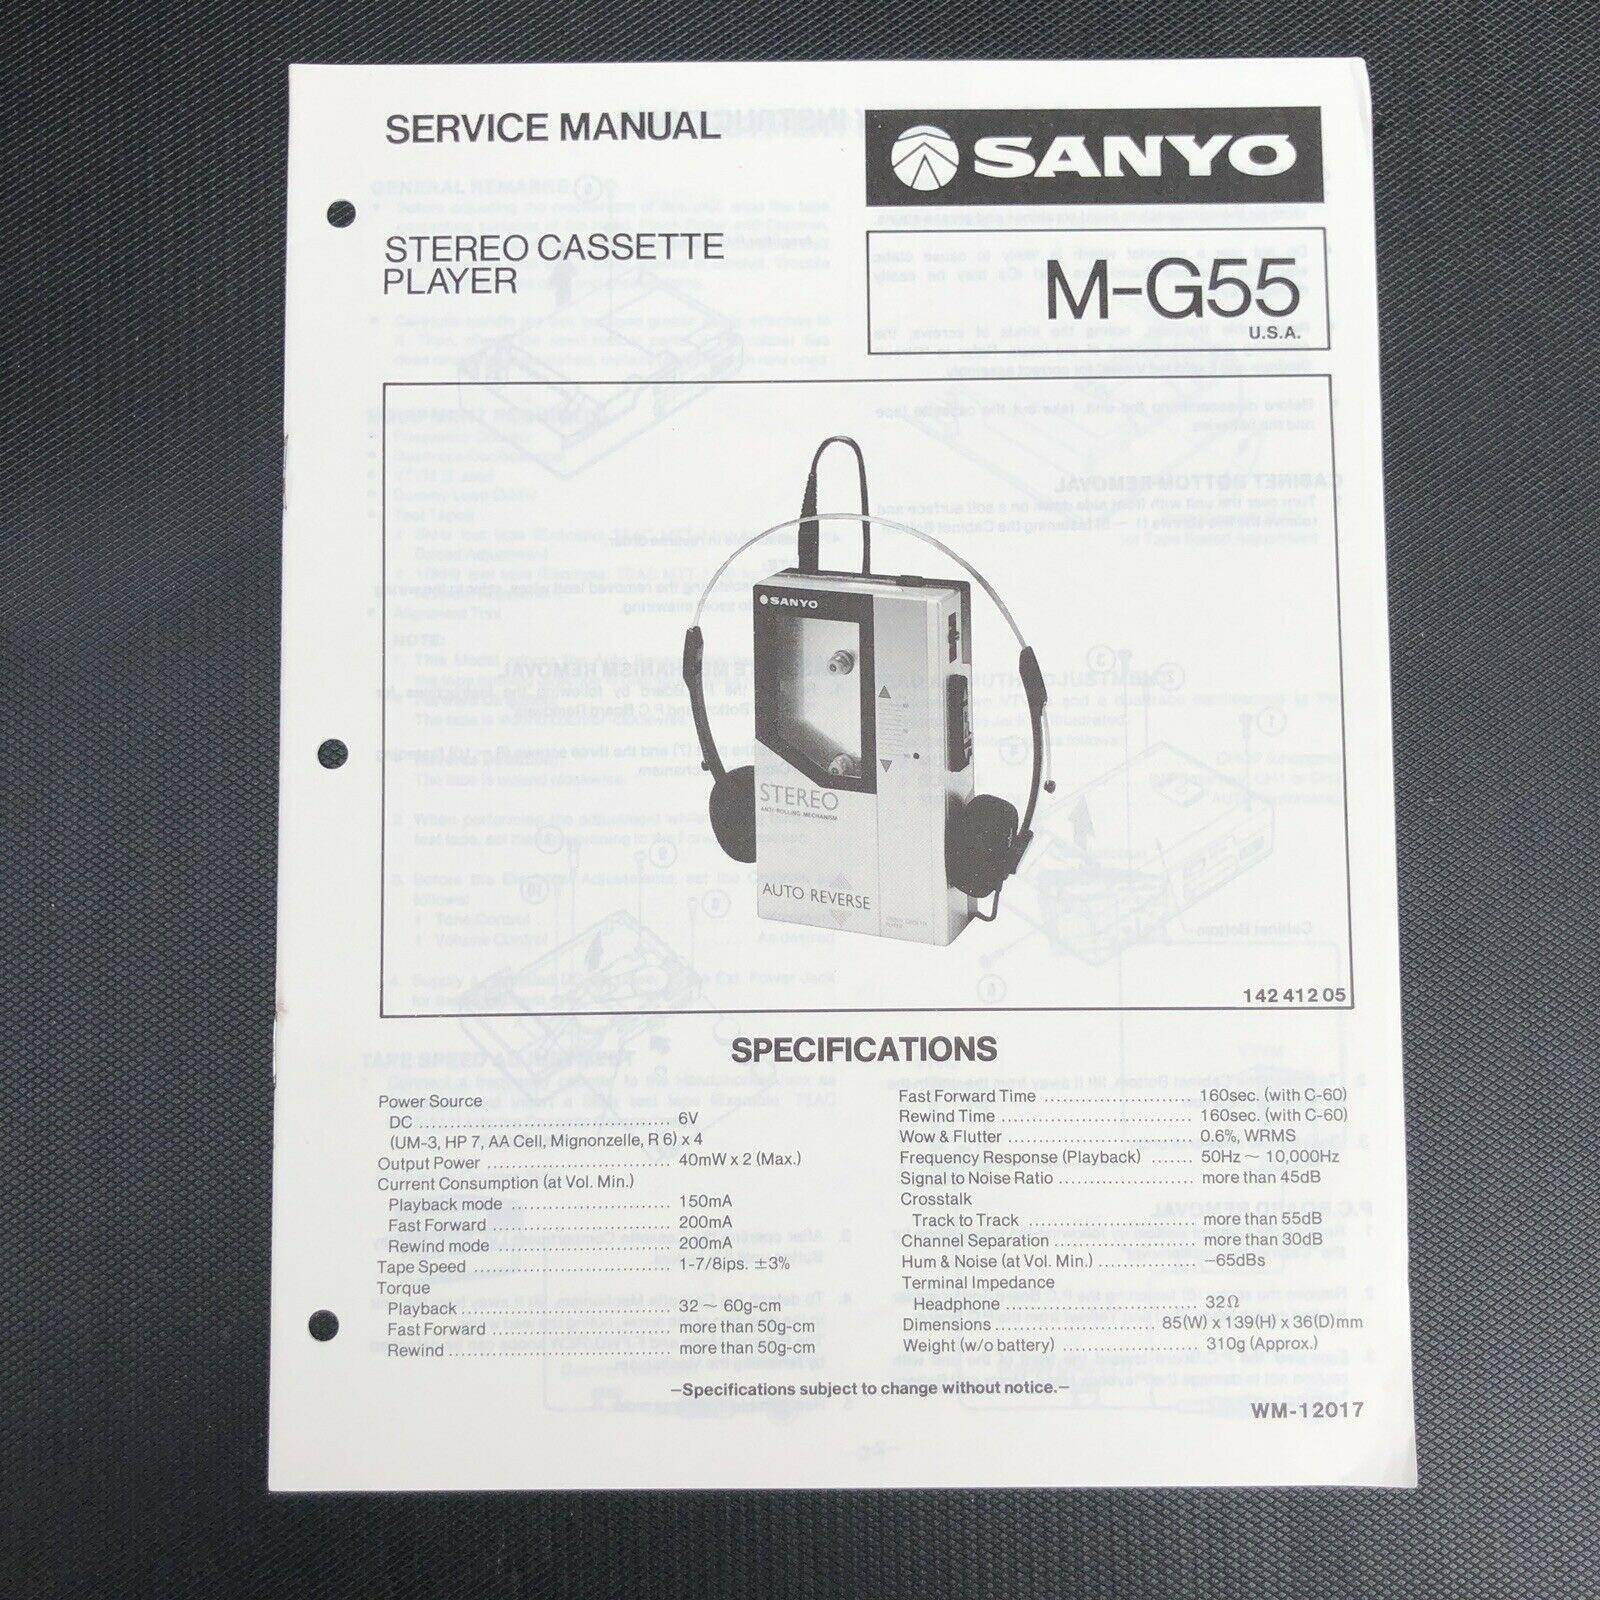 SERVICE MANUAL
SANYO
STEREO CASSETTE
PLAYER
M-G55
U.S.A.
SANYO
STEREO
ANTI-ROLLING MECHANISM
AUTO REVERSE
142 412 05
SPECIFICATIONS
Power Source
DC ........................................ 6V
(UM-3, HP 7, AA Cell, Mignonzelle, R 6) x 4
Output Power ............................. 40mW x 2 (Max.)
Current Consumption (at Vol. Min.)
Playback mode ......................... 150mA
Fast Forward ............................. 200mA
Rewind mode ............................ 200mA
Tape Speed ............................... 1-7/8ips. ±3%
Torque
Playback ................................. 32 ~ 60g-cm
Fast Forward ............................. more than 50g-cm
Rewind ................................... more than 50g-cm
Fast Forward Time ....................... 160sec. (with C-60)
Rewind Time .............................. 160sec. (with C-60)
Wow & Flutter ............................. 0.6%, WRMS
Frequency Response (Playback) ....... 50Hz ~ 10,000Hz
Signal to Noise Ratio ..................... more than 45dB
Crosstalk
Track to Track .......................... more than 55dB
Channel Separation ...................... more than 30dB
Hum & Noise (at Vol. Min.) ................ −65dBs
Terminal Impedance
Headphone .............................. 32Ω
Dimensions ......................... 85(W) x 139(H) x 36(D)mm
Weight (w/o battery) ..................... 310g (Approx.)
–Specifications subject to change without notice.–
WM-12017